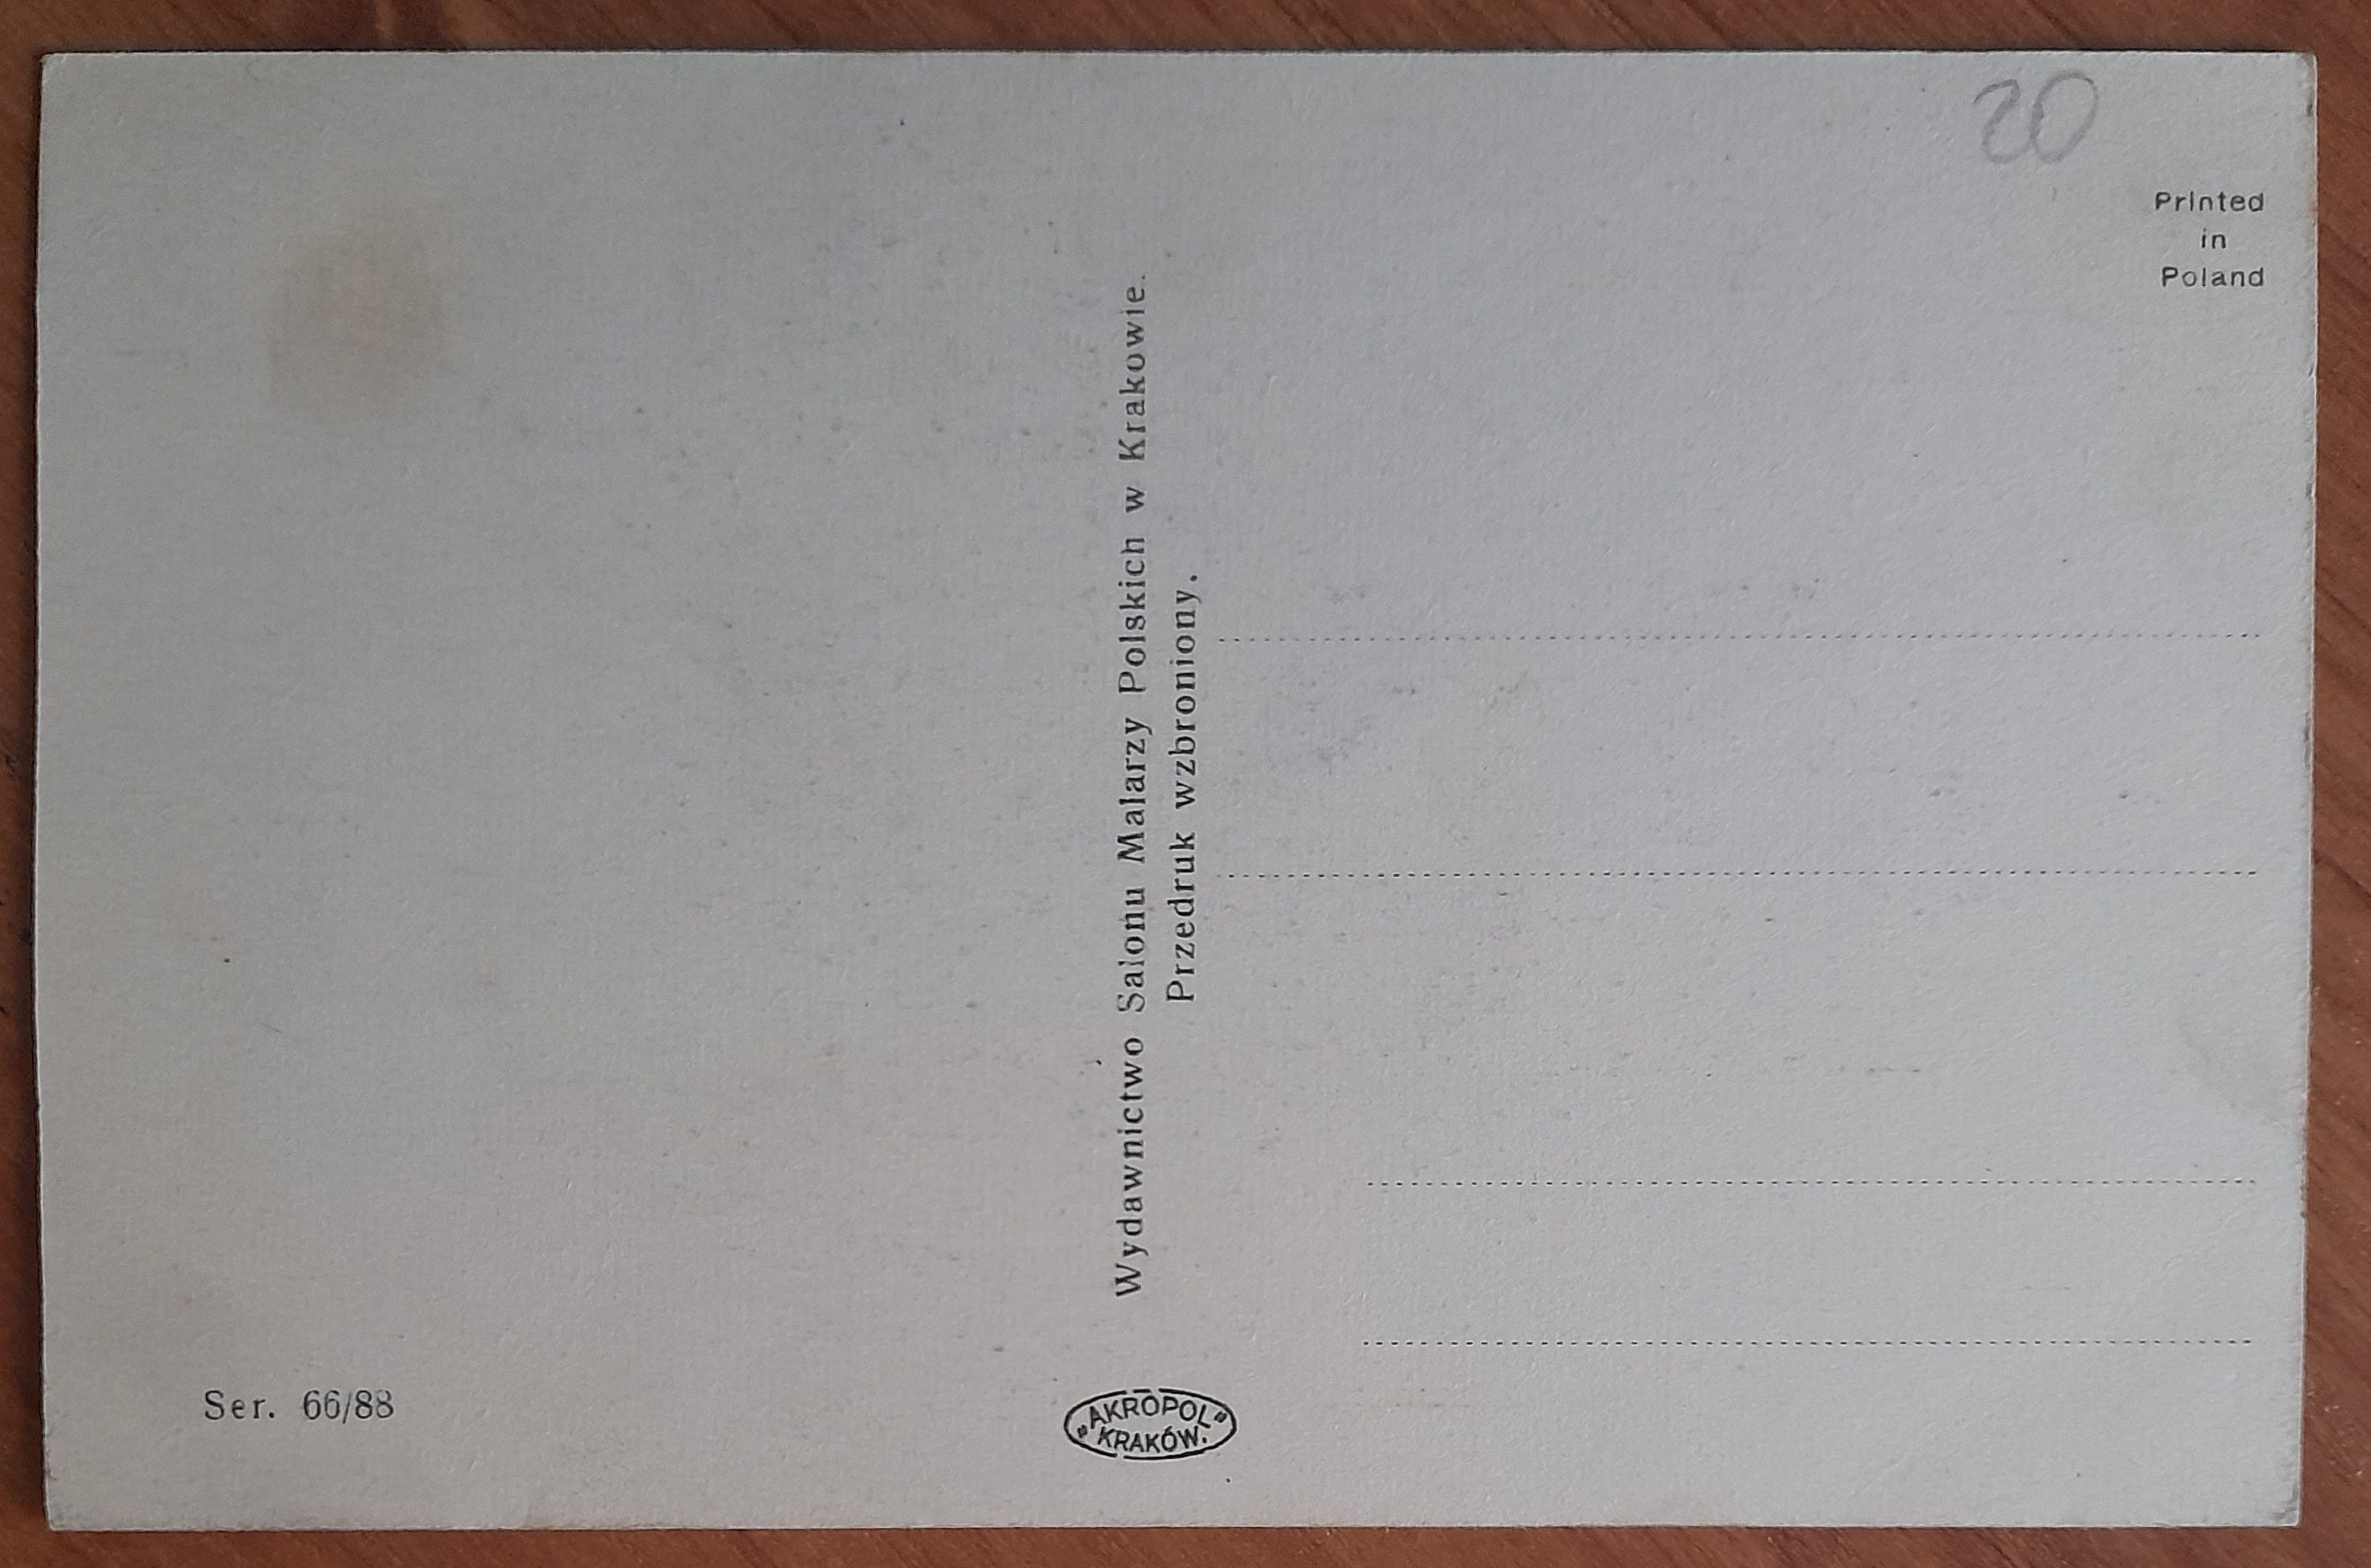 20
Printed
in
Poland
Wydawnictwo Salonu Malarzy Polskich w Krakowie.
Przedruk wzbroniony.
Ser. 66/88
„AKROPOL”
KRAKÓW.